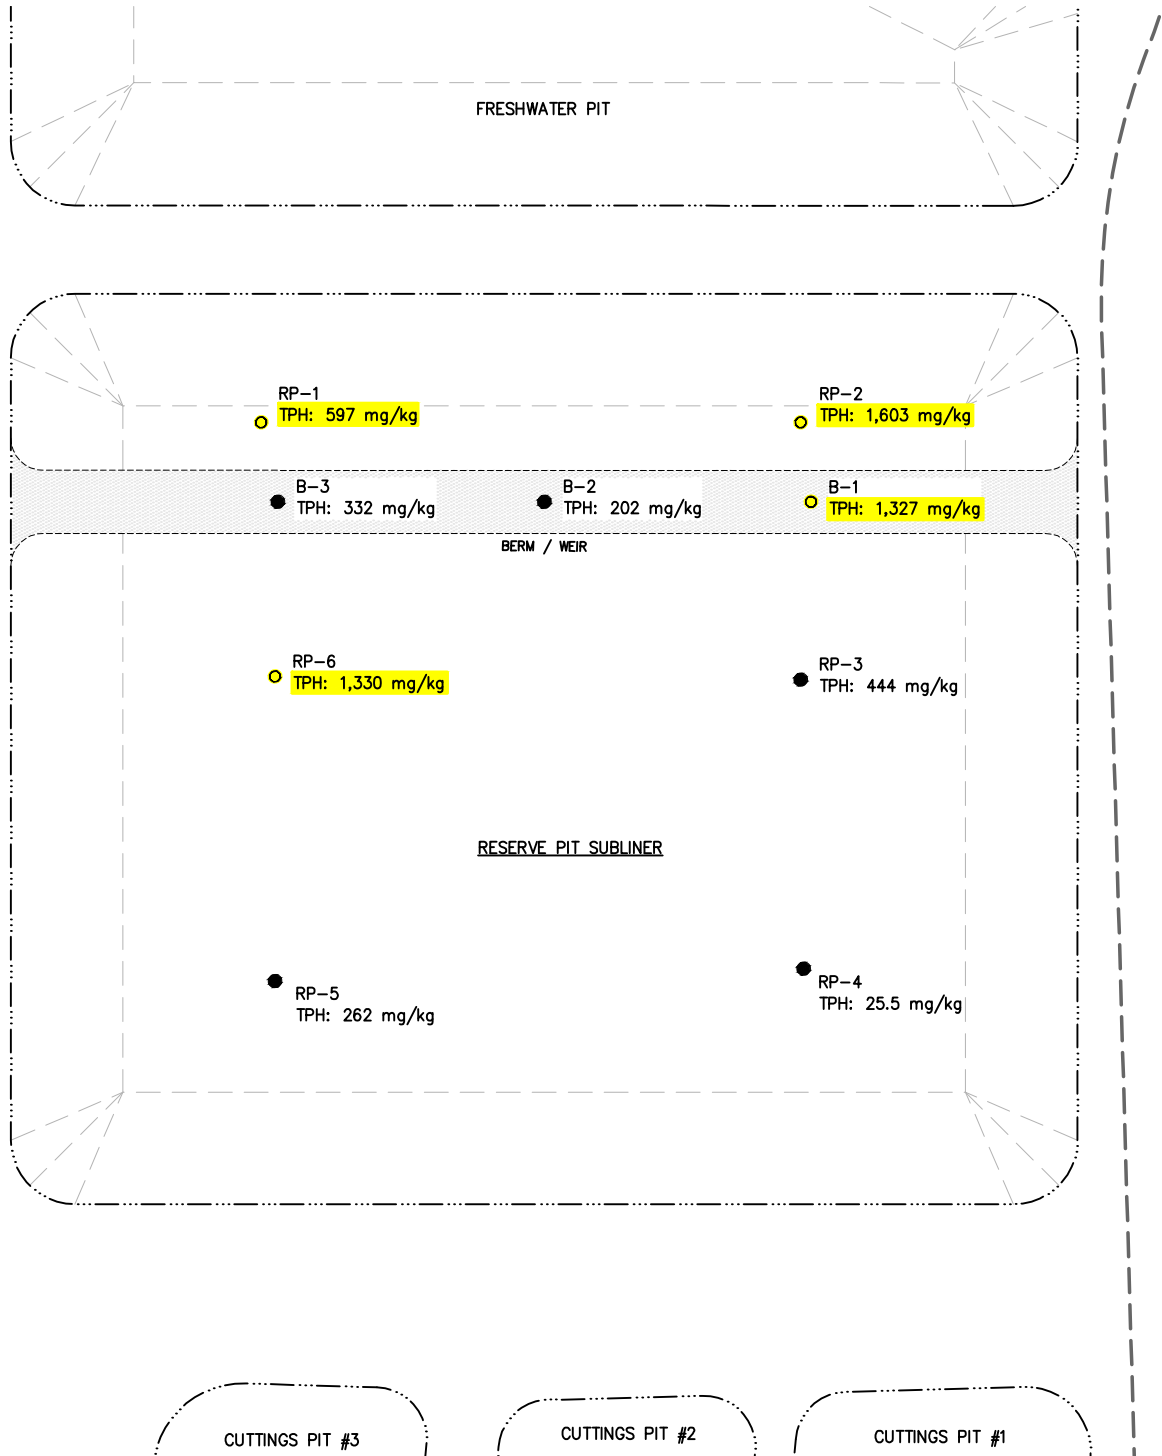 FRESHWATER PIT
RP-1
TPH: 597 mg/kg
RP-2
TPH: 1,603 mg/kg
B-3
TPH: 332 mg/kg
B-2
TPH: 202 mg/kg
B-1
TPH: 1,327 mg/kg
BERM / WEIR
RP-6
TPH: 1,330 mg/kg
RP-3
TPH: 444 mg/kg
RESERVE PIT SUBLINER
RP-5
TPH: 262 mg/kg
RP-4
TPH: 25.5 mg/kg
CUTTINGS PIT #3
CUTTINGS PIT #2
CUTTINGS PIT #1